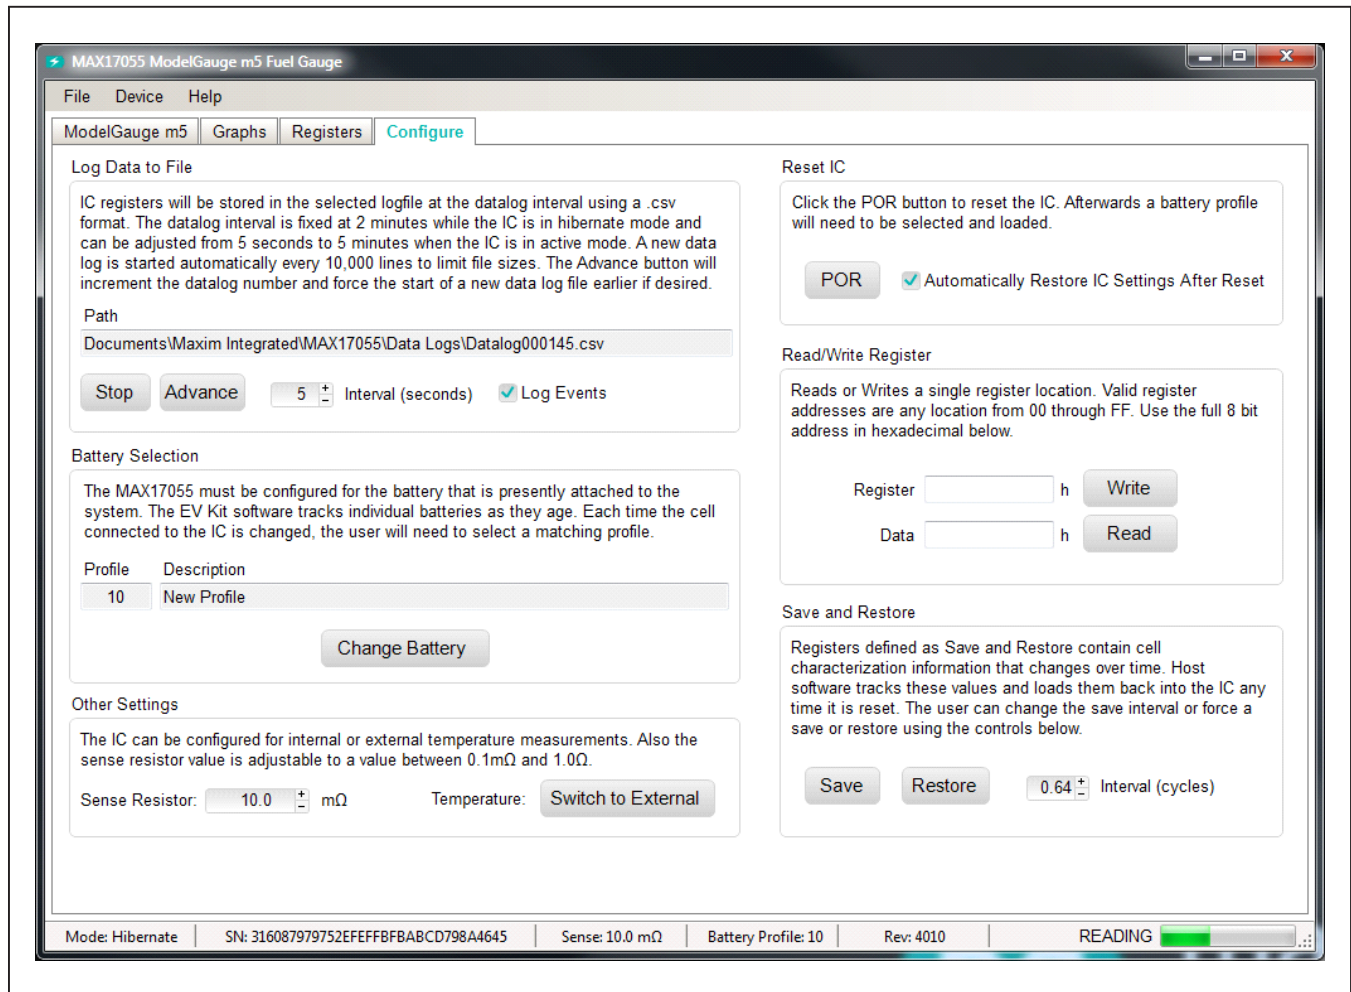 MAX17055 ModelGauge m5 Fuel Gauge
File Device Help
ModelGauge m5 Graphs Registers Configure
Log Data to File
IC registers will be stored in the selected logfile at the datalog interval using a .csv
format. The datalog interval is fixed at 2 minutes while the IC is in hibernate mode and
can be adjusted from 5 seconds to 5 minutes when the IC is in active mode. A new data
log is started automatically every 10,000 lines to limit file sizes. The Advance button will
increment the datalog number and force the start of a new data log file earlier if desired.
Path
Documents\Maxim Integrated\MAX17055\Data Logs\Datalog000145.csv
Stop Advance 5 Interval (seconds) Log Events
Battery Selection
The MAX17055 must be configured for the battery that is presently attached to the
system. The EV Kit software tracks individual batteries as they age. Each time the cell
connected to the IC is changed, the user will need to select a matching profile.
Profile Description
10 New Profile
Change Battery
Other Settings
The IC can be configured for internal or external temperature measurements. Also the
sense resistor value is adjustable to a value between 0.1mΩ and 1.0Ω.
Sense Resistor: 10.0 mΩ Temperature: Switch to External
Reset IC
Click the POR button to reset the IC. Afterwards a battery profile
will need to be selected and loaded.
POR Automatically Restore IC Settings After Reset
Read/Write Register
Reads or Writes a single register location. Valid register
addresses are any location from 00 through FF. Use the full 8 bit
address in hexadecimal below.
Register h Write
Data h Read
Save and Restore
Registers defined as Save and Restore contain cell
characterization information that changes over time. Host
software tracks these values and loads them back into the IC any
time it is reset. The user can change the save interval or force a
save or restore using the controls below.
Save Restore 0.64 Interval (cycles)
Mode: Hibernate SN: 316087979752EFEFFBFBABCD798A4645 Sense: 10.0 mΩ Battery Profile: 10 Rev: 4010 READING